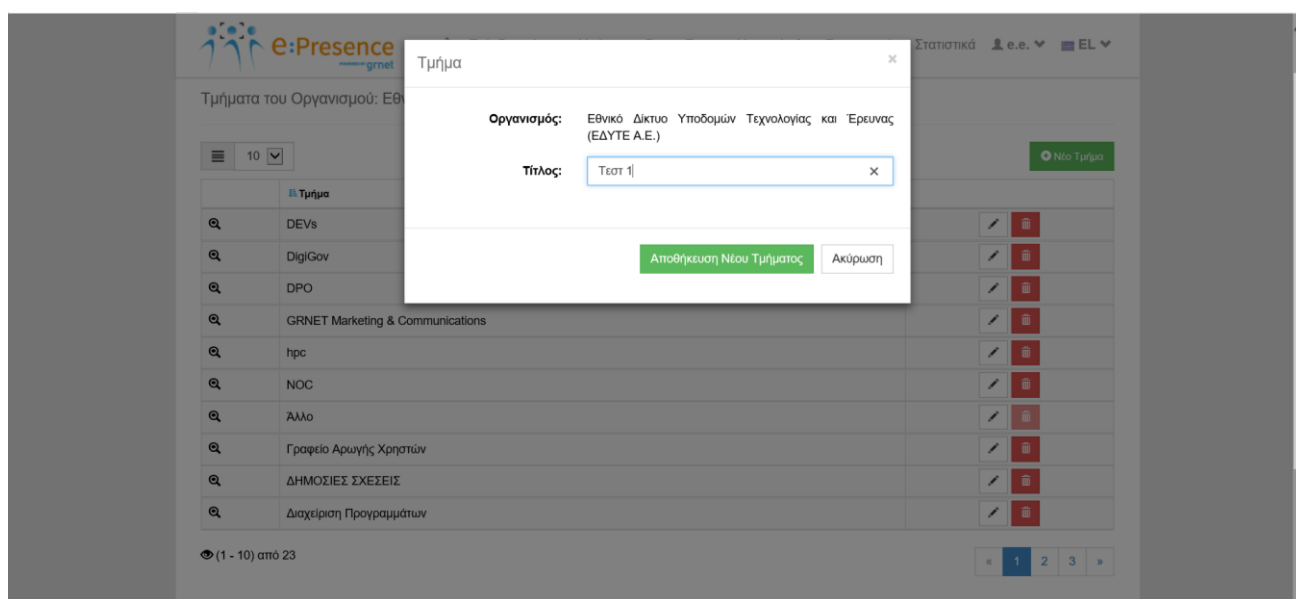 e:Presence
grnet
Στατιστικά e.e. EL
Τμήμα ×
Τμήματα του Οργανισμού:
Οργανισμός: Εθνικό Δίκτυο Υποδομών Τεχνολογίας και Έρευνας
(ΕΔΥΤΕ Α.Ε.)
10 Νέο Τμήμα
Τίτλος: Τεστ 1 ×
Τμήμα
DEVs
DigiGov
Αποθήκευση Νέου Τμήματος Ακύρωση
DPO
GRNET Marketing & Communications
hpc
NOC
Άλλο
Γραφείο Αρωγής Χρηστών
ΔΗΜΟΣΙΕΣ ΣΧΕΣΕΙΣ
Διαχείριση Προγραμμάτων
(1 - 10) από 23
« 1 2 3 »